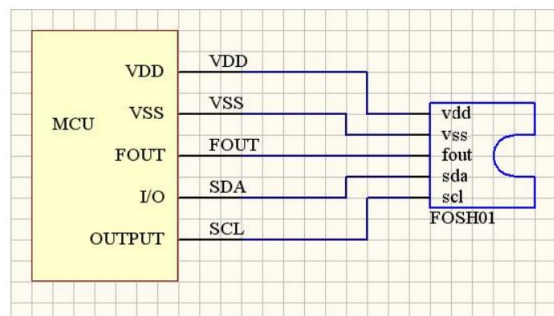 MCU
VDD
VSS
FOUT
I/O
OUTPUT
VDD
VSS
FOUT
SDA
SCL
vdd
vss
fout
sda
scl
FOSH01